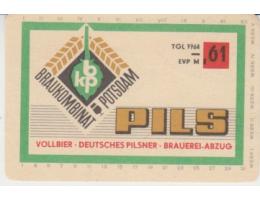 BRAUKOMBINAT POTSDAM
bkp
TGL 7764
EVP M .61
PILS
VOLLBIER · DEUTSCHES PILSNER · BRAUEREI-ABZUG